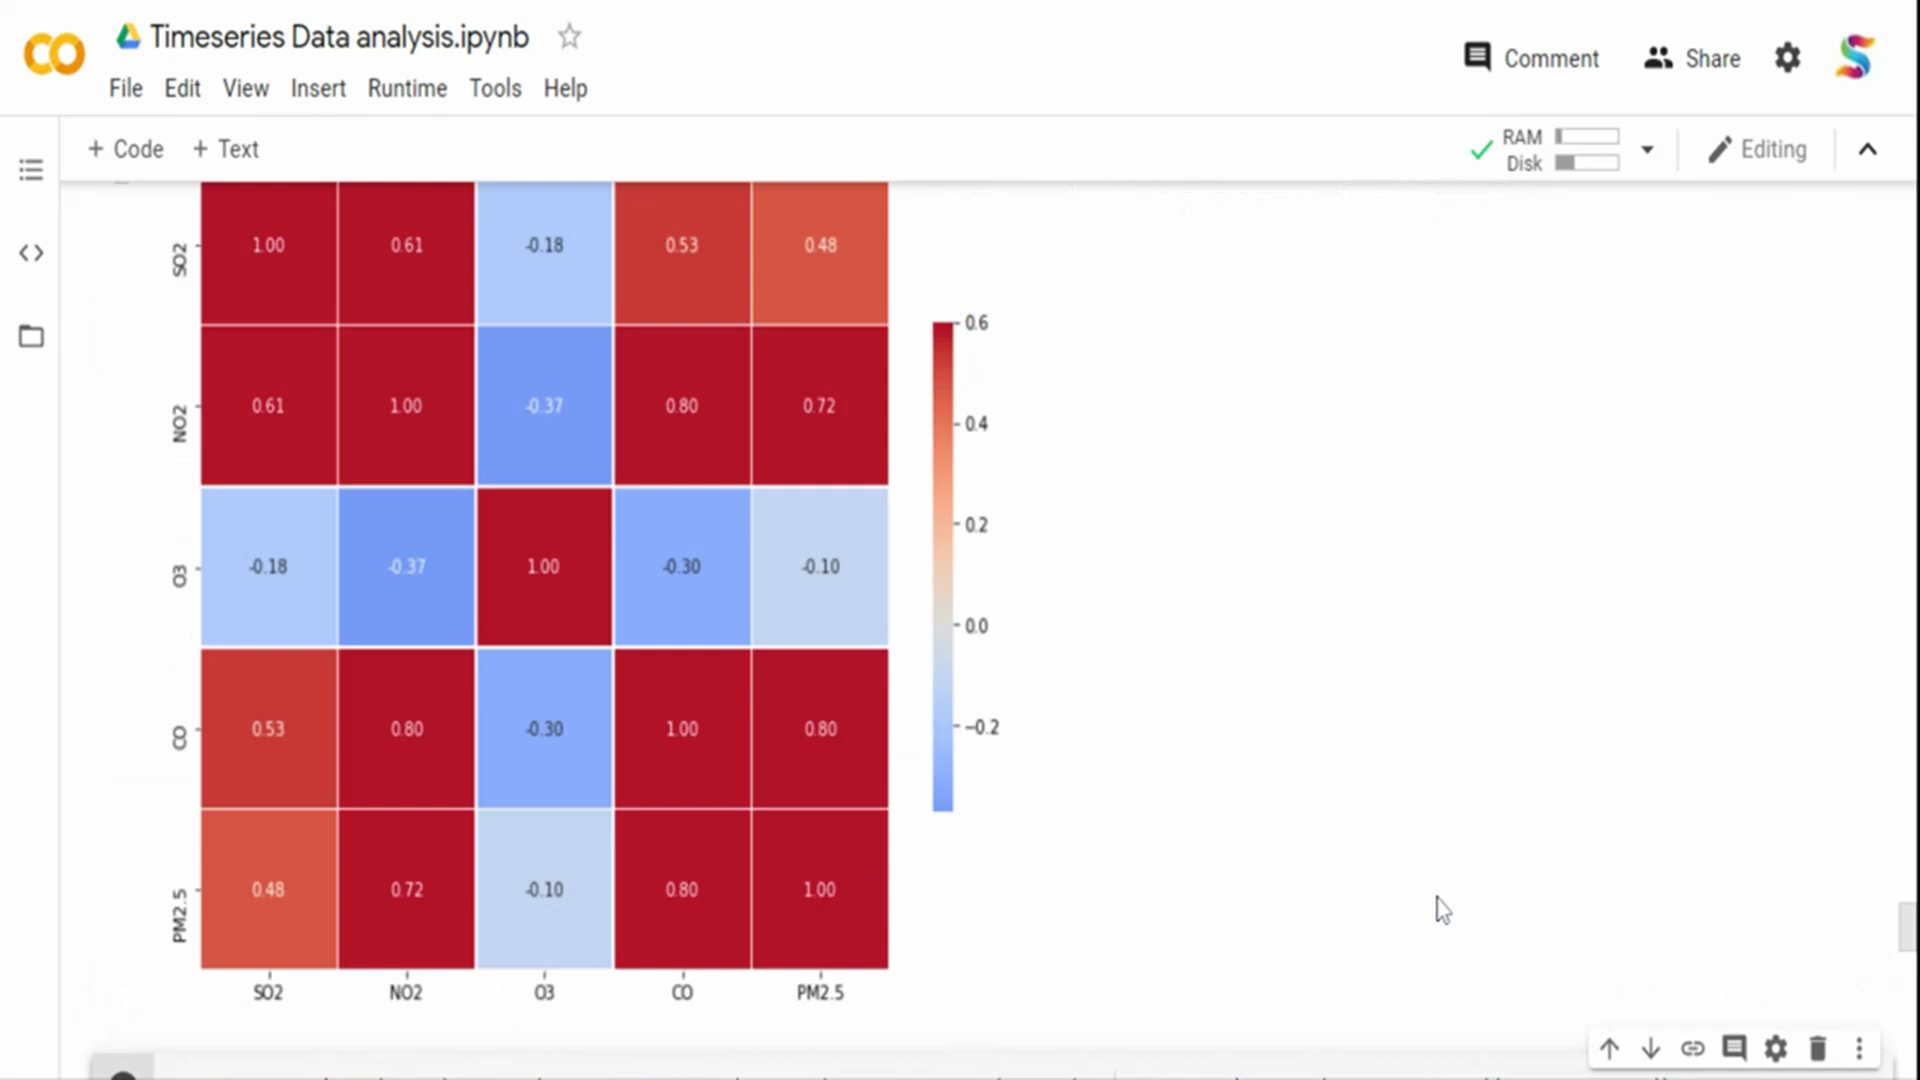 Timeseries Data analysis.ipynb
File Edit View Insert Runtime Tools Help
Comment
Share
+ Code + Text
RAM
Disk
Editing
SO2 1.00 0.61 -0.18 0.53 0.48
NO2 0.61 1.00 -0.37 0.80 0.72
O3 -0.18 -0.37 1.00 -0.30 -0.10
CO 0.53 0.80 -0.30 1.00 0.80
PM2.5 0.48 0.72 -0.10 0.80 1.00
SO2 NO2 O3 CO PM2.5
0.6
0.4
0.2
0.0
−0.2